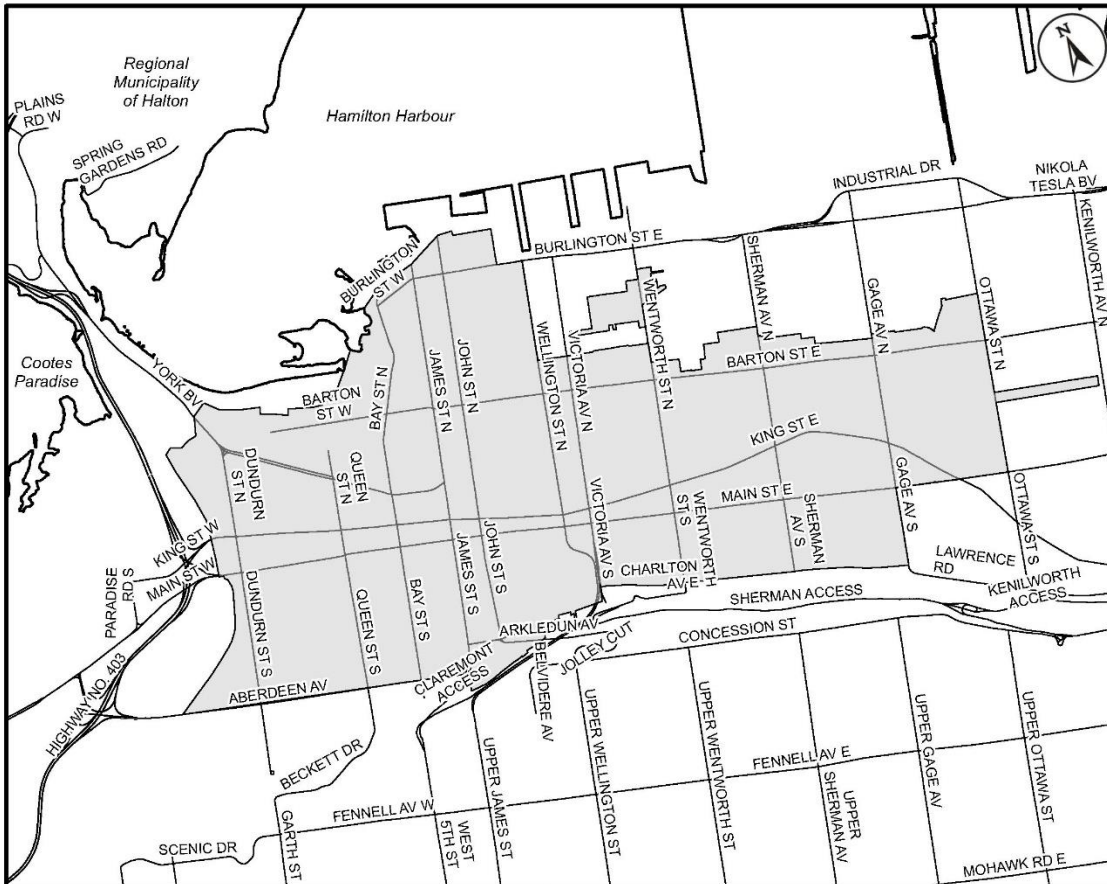 N
Regional
Municipality
of Halton
Hamilton Harbour
PLAINS
RD W
SPRING
GARDENS RD
INDUSTRIAL DR
NIKOLA
TESLA BV
KENILWORTH AV N
BURLINGTON
ST W
BURLINGTON ST E
SHERMAN AV N
GAGE AV N
OTTAWA ST N
WENTWORTH ST N
WELLINGTON ST N
VICTORIA AV N
JOHN ST N
JAMES ST N
BAY ST N
Cootes
Paradise
YORK BV
BARTON
ST W
BARTON ST E
KING ST E
DUNDURN
ST N
QUEEN
ST N
MAIN ST E
KING ST W
MAIN ST W
PARADISE
RD S
DUNDURN ST S
QUEEN ST S
BAY ST S
JAMES ST S
JOHN ST S
VICTORIA AV S
WENTWORTH
ST S
SHERMAN
AV S
GAGE AV S
OTTAWA ST S
LAWRENCE
RD
CHARLTON
AV E
KENILWORTH
ACCESS
SHERMAN ACCESS
ARKLEDUN AV
CONCESSION ST
JOLLEY CUT
CLAREMONT
ACCESS
BELVIDERE AV
HIGHWAY NO. 403
ABERDEEN AV
BECKETT DR
FENNELL AV W
FENNELL AV E
GARTH ST
WEST
5TH ST
UPPER JAMES ST
UPPER WELLINGTON ST
UPPER WENTWORTH ST
UPPER
SHERMAN AV
UPPER GAGE AV
UPPER OTTAWA ST
SCENIC DR
MOHAWK RD E